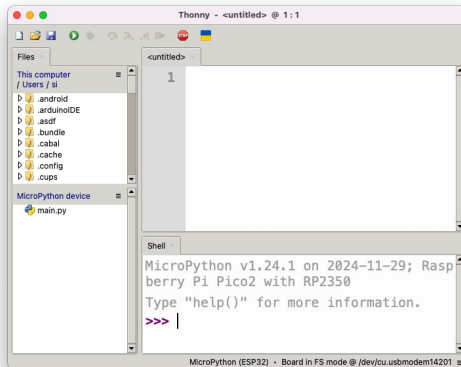 Thonny - <untitled> @ 1 : 1
STOP
Files
This computer
/ Users / si
.android
.arduinoIDE
.asdf
.bundle
.cabal
.cache
.config
.cups
MicroPython device
main.py
<untitled>
1
Shell
MicroPython v1.24.1 on 2024-11-29; Rasp
berry Pi Pico2 with RP2350
Type "help()" for more information.
>>>
MicroPython (ESP32) • Board in FS mode @ /dev/cu.usbmodem14201